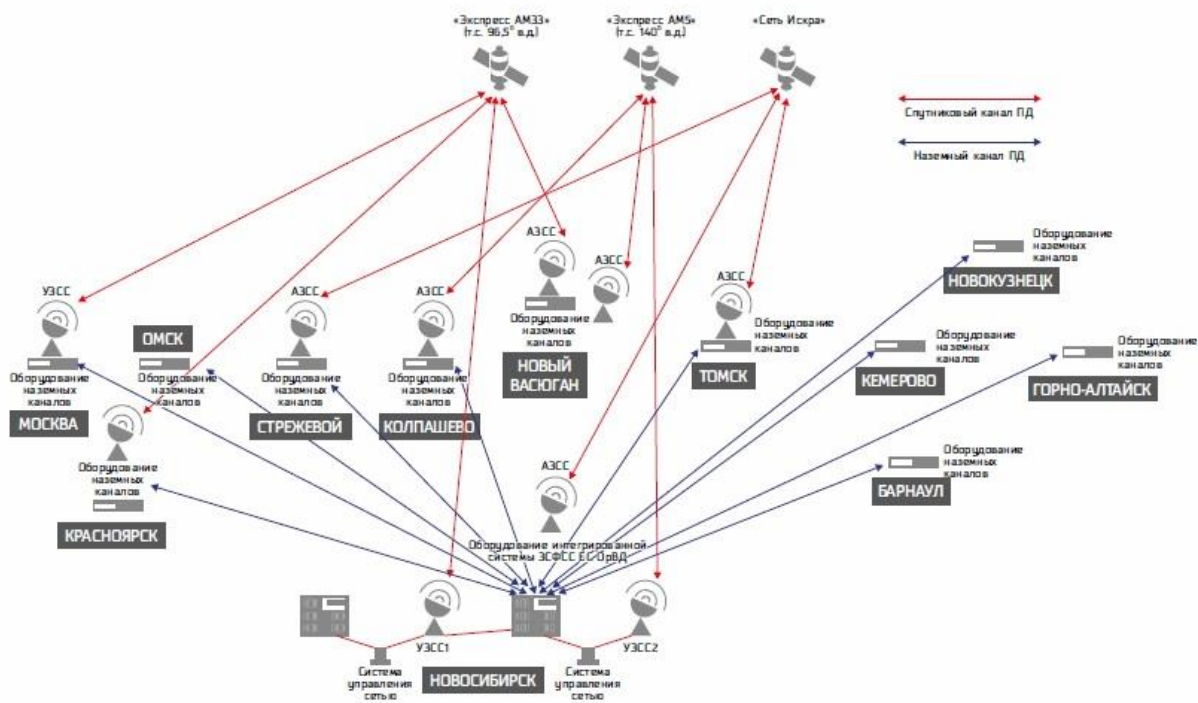 «Экспресс АМ33»
(т.с. 96,5° в.д.)
«Экспресс АМ5»
(т.с. 140° в.д.)
«Сеть Искра»
Спутниковый канал ПД
Наземный канал ПД
УЗСС
Оборудование
наземных
каналов
МОСКВА
ОМСК
Оборудование
наземных
каналов
АЗСС
Оборудование
наземных
каналов
СТРЕЖЕВОЙ
АЗСС
Оборудование
наземных
каналов
КОЛПАШЕВО
АЗСС
Оборудование
наземных
каналов
НОВЫЙ
ВАСЮГАН
АЗСС
АЗСС
Оборудование
наземных
каналов
ТОМСК
Оборудование
наземных
каналов
НОВОКУЗНЕЦК
Оборудование
наземных
каналов
КЕМЕРОВО
Оборудование
наземных
каналов
ГОРНО-АЛТАЙСК
Оборудование
наземных
каналов
БАРНАУЛ
Оборудование
наземных
каналов
КРАСНОЯРСК
АЗСС
Оборудование интегрированной
системы ЗСФСС ЕС ОрВД
УЗСС1
УЗСС2
Система
управления
сетью
НОВОСИБИРСК
Система
управления
сетью